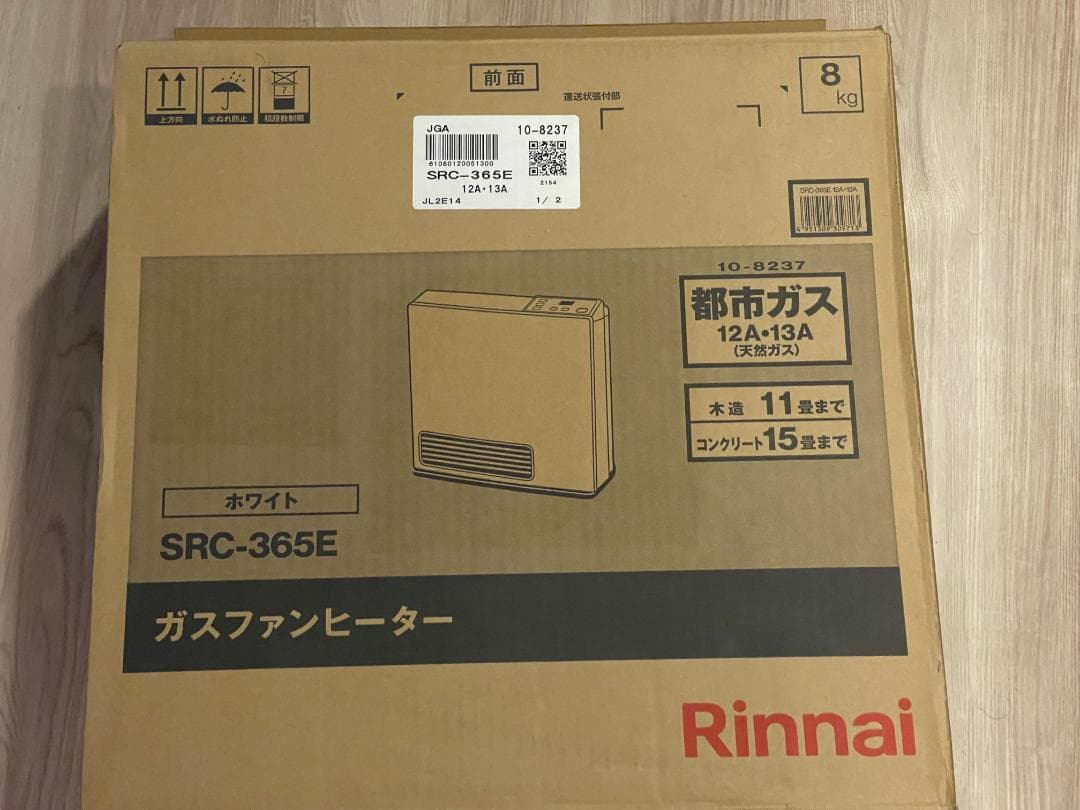 上方向
水ぬれ防止
7
積段数制限
前面
運送状張付部
8
kg
JGA
10-8237
61060120051300
SRC-365E
12A・13A
2154
JL2E14
1/ 2
SRC-365E 12A・13A
4951309309713
10-8237
都市ガス
12A・13A
(天然ガス)
木造 11畳まで
コンクリート15畳まで
ホワイト
SRC-365E
ガスファンヒーター
Rinnai